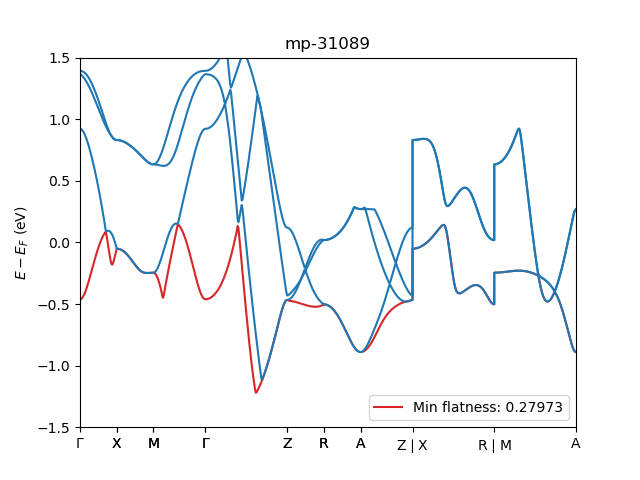 mp-31089
E − E_F (eV)
1.5
1.0
0.5
0.0
−0.5
−1.0
−1.5
Min flatness: 0.27973
Γ X M Γ Z R A Z | X R | M A